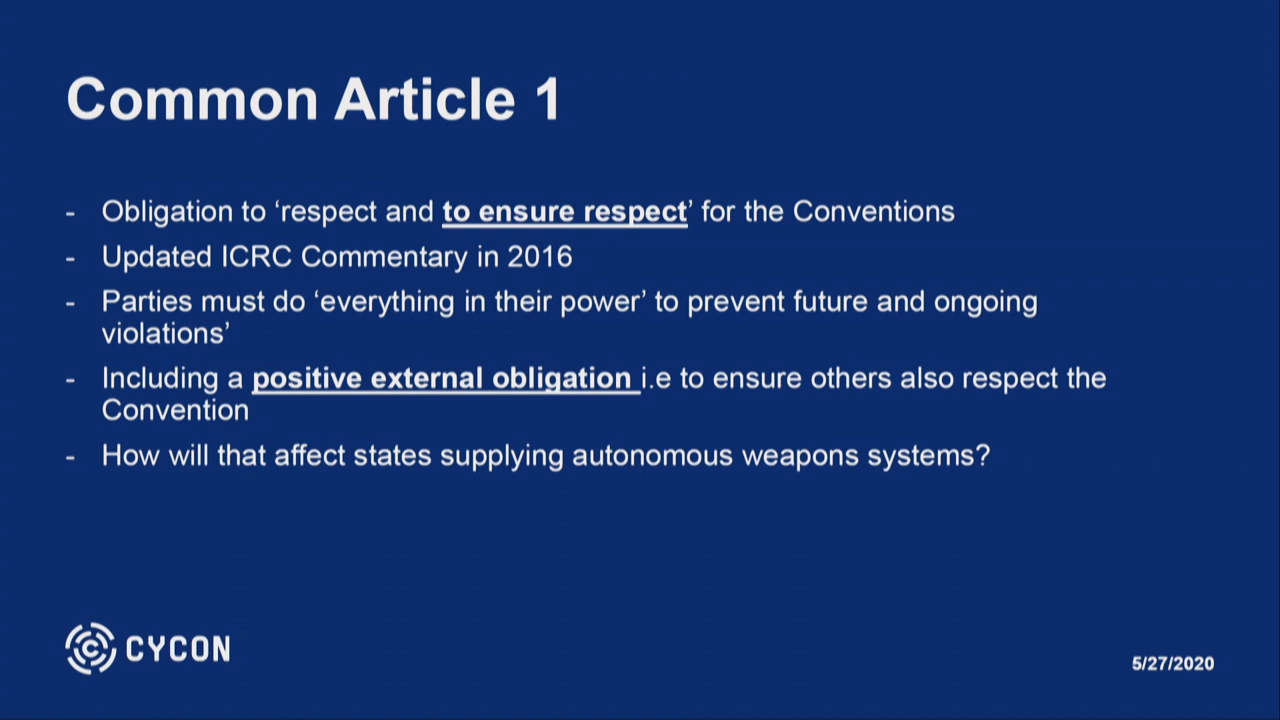 Common Article 1
- Obligation to ‘respect and to ensure respect’ for the Conventions
- Updated ICRC Commentary in 2016
- Parties must do ‘everything in their power’ to prevent future and ongoing
violations’
- Including a positive external obligation i.e to ensure others also respect the
Convention
- How will that affect states supplying autonomous weapons systems?
CYCON
5/27/2020